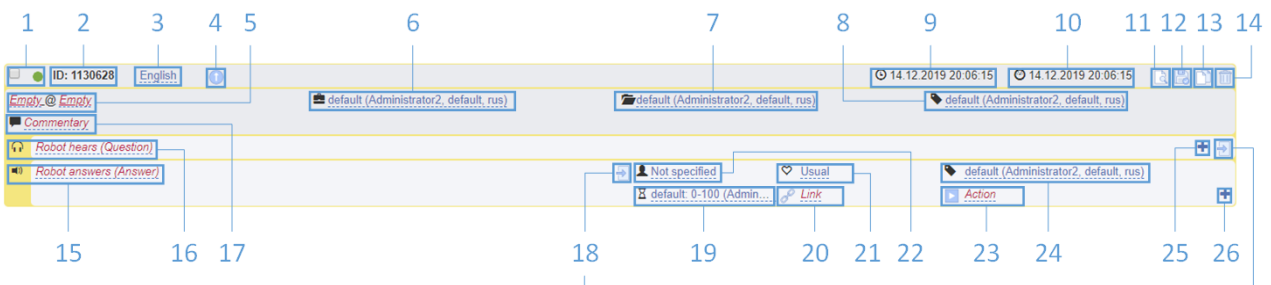 1 2 3 4 5 6 7 8 9 10 11 12 13 14
ID: 1130628 English 14.12.2019 20:06:15 14.12.2019 20:06:15
Empty @ Empty default (Administrator2, default, rus) default (Administrator2, default, rus) default (Administrator2, default, rus)
Commentary
Robot hears (Question)
Robot answers (Answer) Not specified Usual default (Administrator2, default, rus)
default: 0-100 (Admin... Link Action
15 16 17 18 19 20 21 22 23 24 25 26